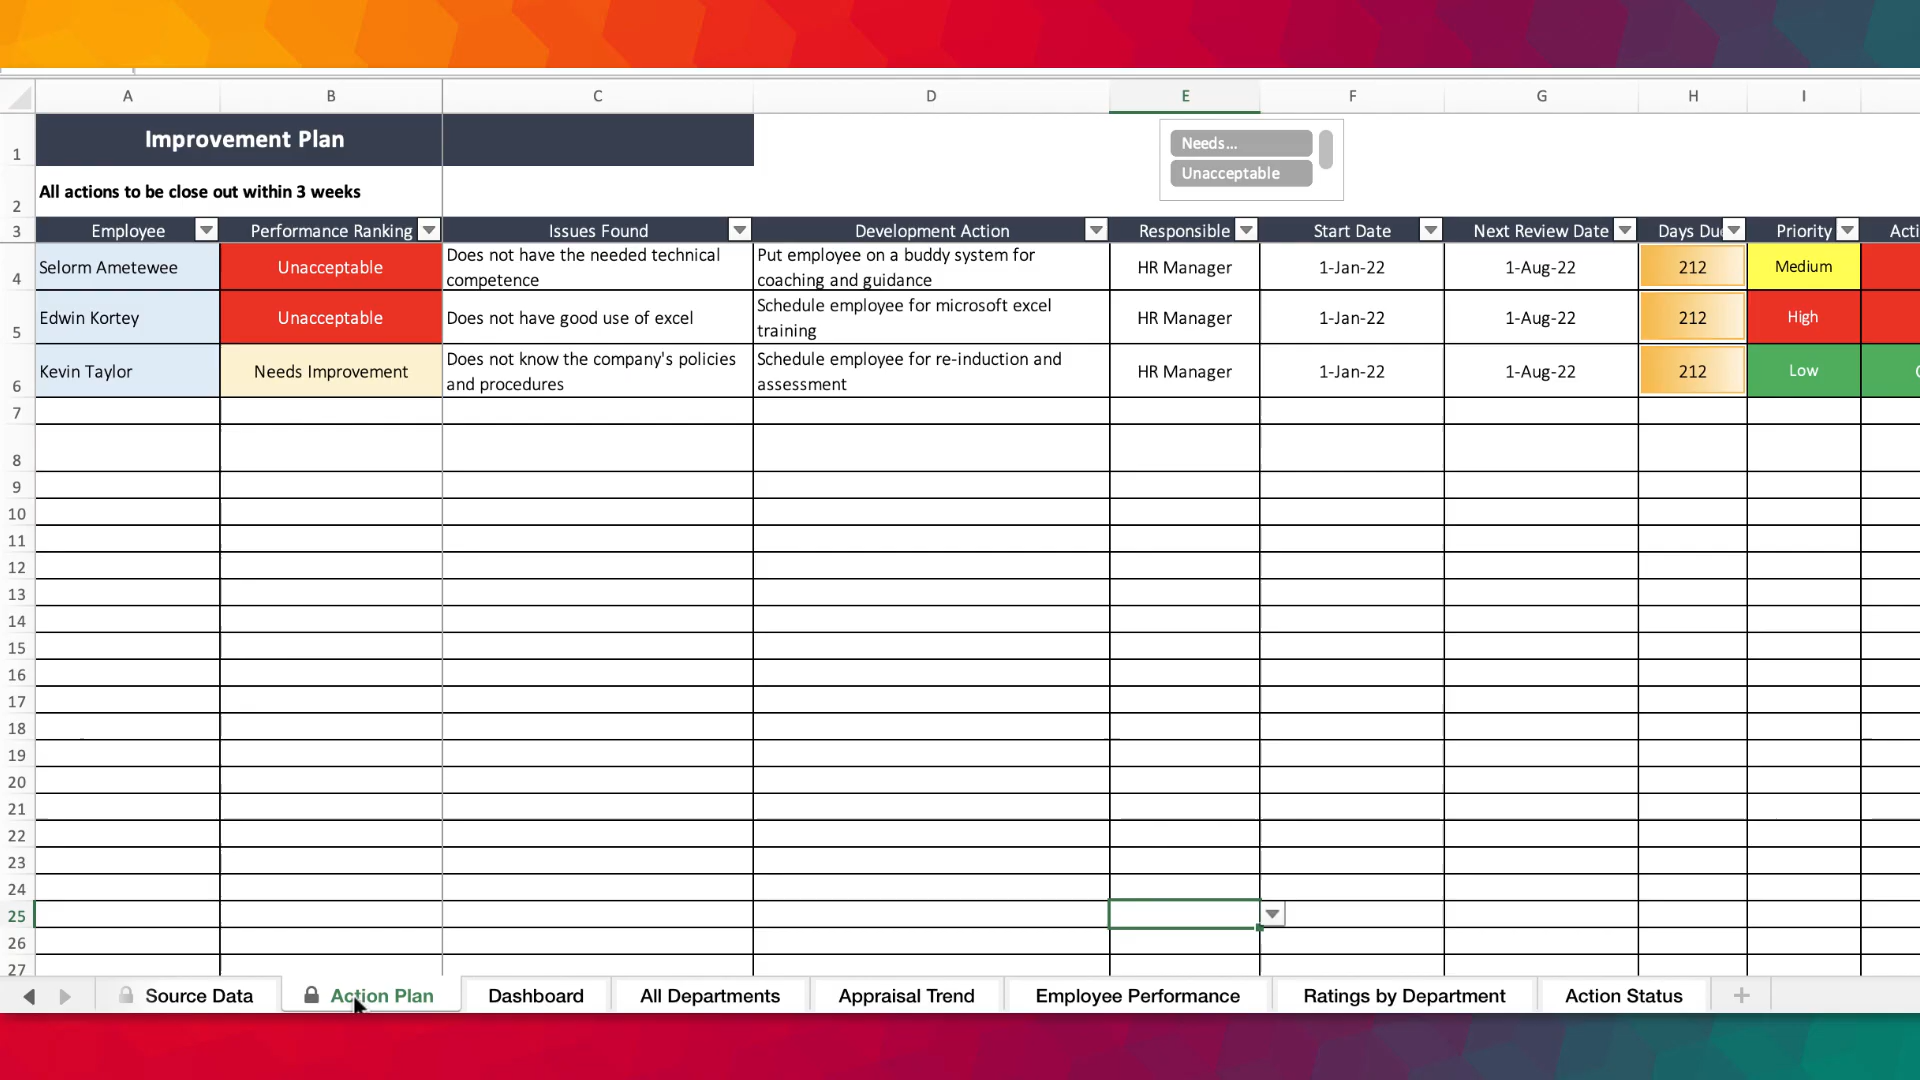 A B C D E F G H I
1 Improvement Plan
Needs...
Unacceptable
2 All actions to be close out within 3 weeks
3 Employee Performance Ranking Issues Found Development Action Responsible Start Date Next Review Date Days Du Priority Acti
4 Selorm Ametewee Unacceptable Does not have the needed technical competence Put employee on a buddy system for coaching and guidance HR Manager 1-Jan-22 1-Aug-22 212 Medium
5 Edwin Kortey Unacceptable Does not have good use of excel Schedule employee for microsoft excel training HR Manager 1-Jan-22 1-Aug-22 212 High
6 Kevin Taylor Needs Improvement Does not know the company's policies and procedures Schedule employee for re-induction and assessment HR Manager 1-Jan-22 1-Aug-22 212 Low
7
8
9
10
11
12
13
14
15
16
17
18
19
20
21
22
23
24
25
26
27
Source Data Action Plan Dashboard All Departments Appraisal Trend Employee Performance Ratings by Department Action Status